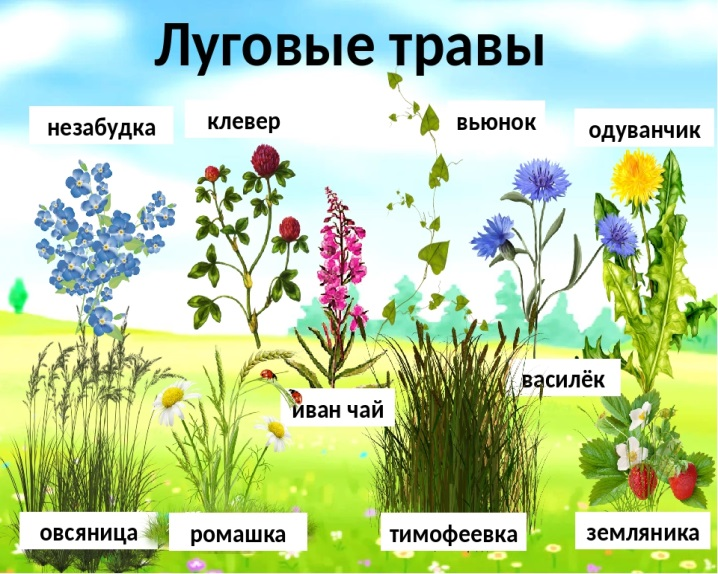 Луговые травы
незабудка
клевер
вьюнок
одуванчик
василёк
иван чай
овсяница
ромашка
тимофеевка
земляника